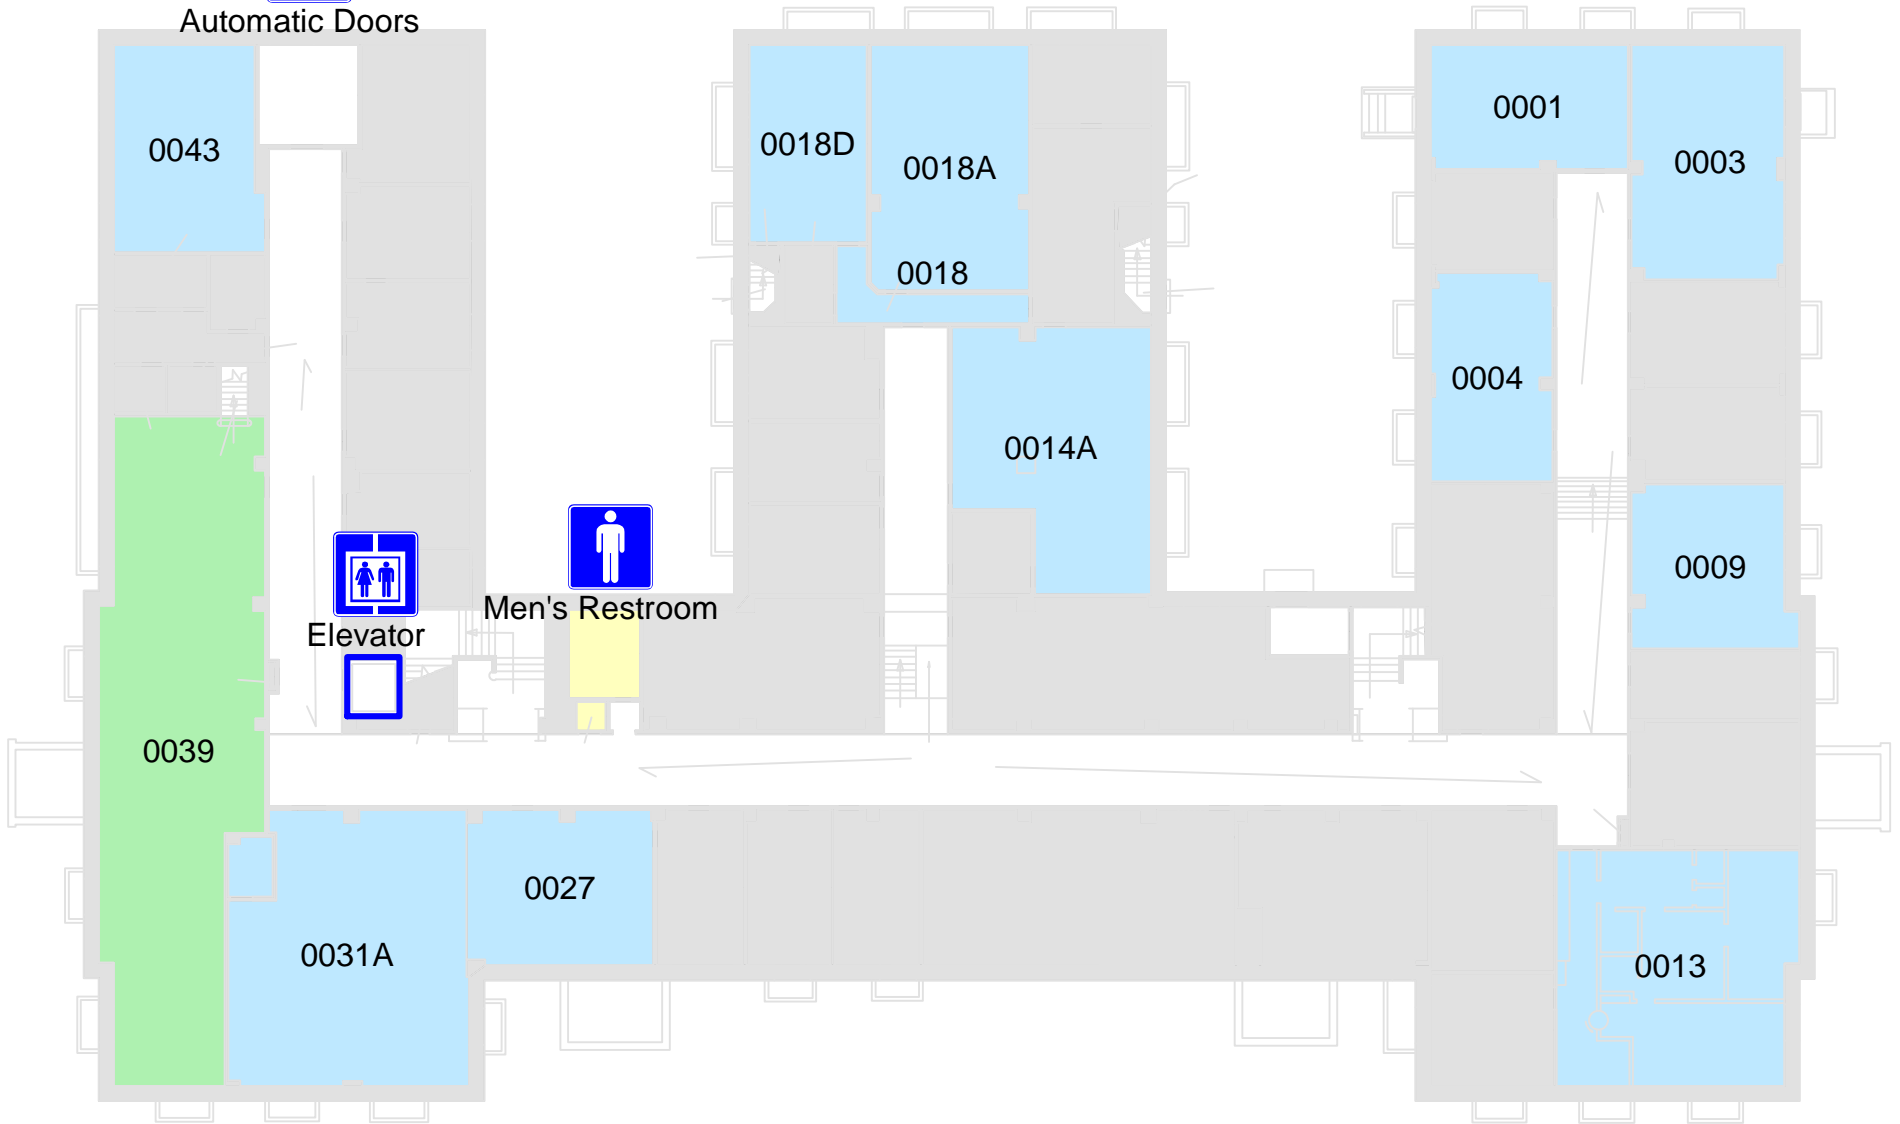 Automatic Doors
0001
0043
0018D
0018A
0003
0018
0004
0014A
0009
Men's Restroom
Elevator
0039
0027
0031A
0013